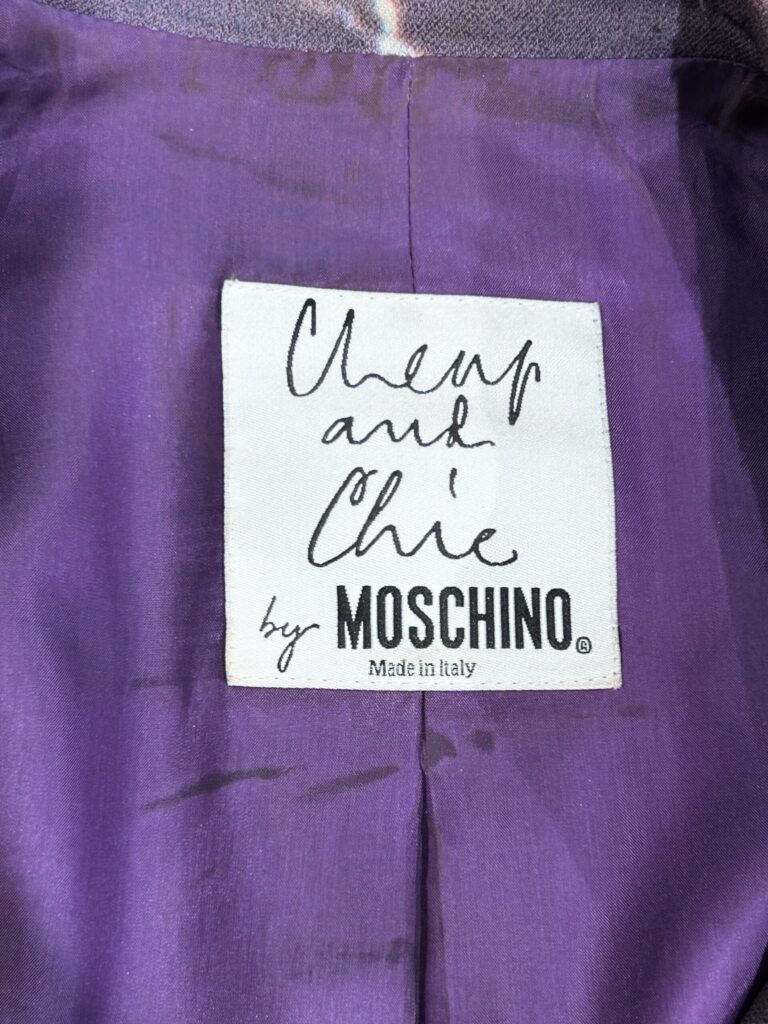 Cheap
and
Chic
by MOSCHINO®
Made in Italy